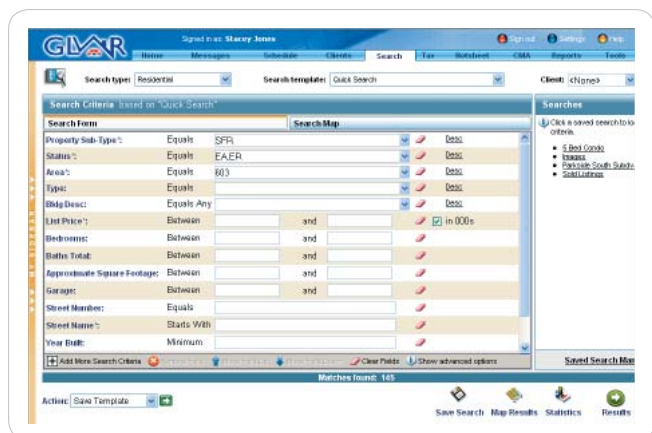 GLVAR
Signed in as: Stacey Jones
Sign out Settings Help
Home Messages Schedule Clients Search Tax Hotsheet CMA Reports Tools
Search type: Residential Search template: Quick Search Client: <None>
Search Criteria based on "Quick Search" Searches
Search Form Search Map
Click a saved search to lo
criteria.
5 Bed Condo
Images
Parkside South Subdiv
Sold Listings
Property Sub-Type*: Equals SFR Desc
Status*: Equals EA,ER Desc
Area*: Equals 603 Desc
Type: Equals Desc
Bldg Desc: Equals Any Desc
List Price*: Between and in 000s
Bedrooms: Between and
Baths Total: Between and
Approximate Square Footage: Between and
Garage: Between and
Street Number: Equals
Street Name*: Starts With
Year Built: Minimum
Add More Search Criteria Clear Fields Show advanced options
Saved Search Man
Matches found: 145
Action: Save Template
Save Search Map Results Statistics Results